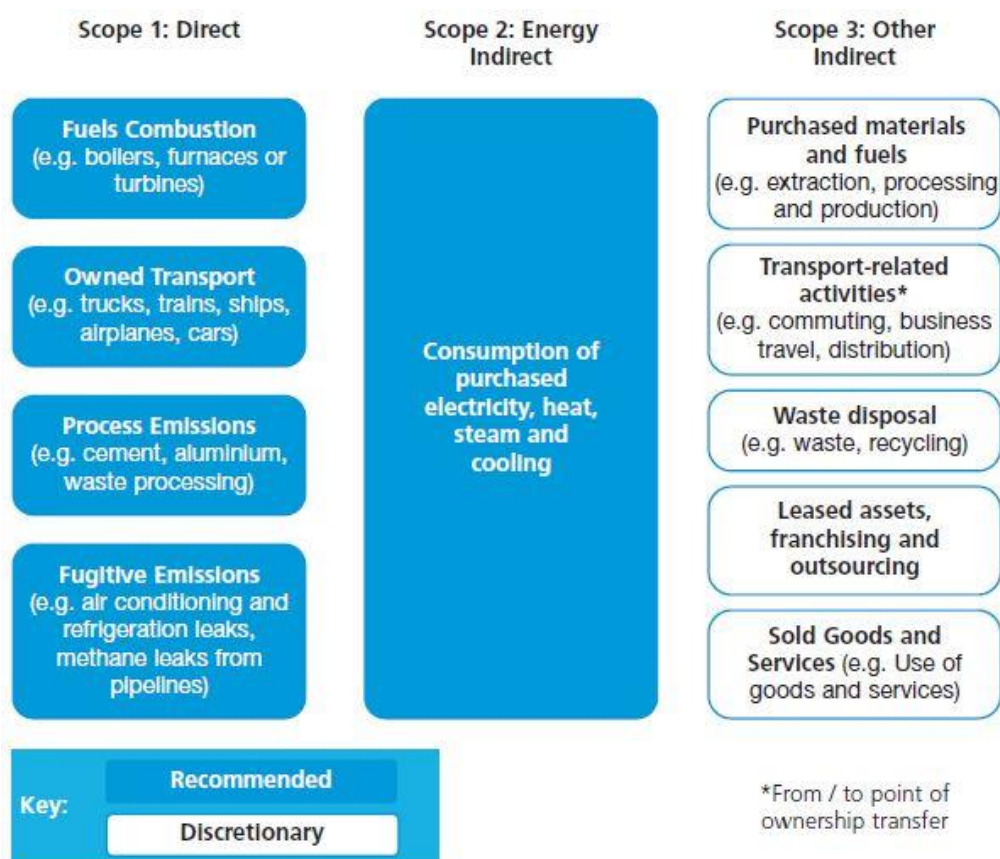 Scope 1: Direct
Fuels Combustion
(e.g. boilers, furnaces or
turbines)
Owned Transport
(e.g. trucks, trains, ships,
airplanes, cars)
Process Emissions
(e.g. cement, aluminium,
waste processing)
Fugitive Emissions
(e.g. air conditioning and
refrigeration leaks,
methane leaks from
pipelines)
Scope 2: Energy
Indirect
Consumption of
purchased
electricity, heat,
steam and
cooling
Scope 3: Other
Indirect
Purchased materials
and fuels
(e.g. extraction, processing
and production)
Transport-related
activities*
(e.g. commuting, business
travel, distribution)
Waste disposal
(e.g. waste, recycling)
Leased assets,
franchising and
outsourcing
Sold Goods and
Services (e.g. Use of
goods and services)
Key:
Recommended
Discretionary
*From / to point of
ownership transfer